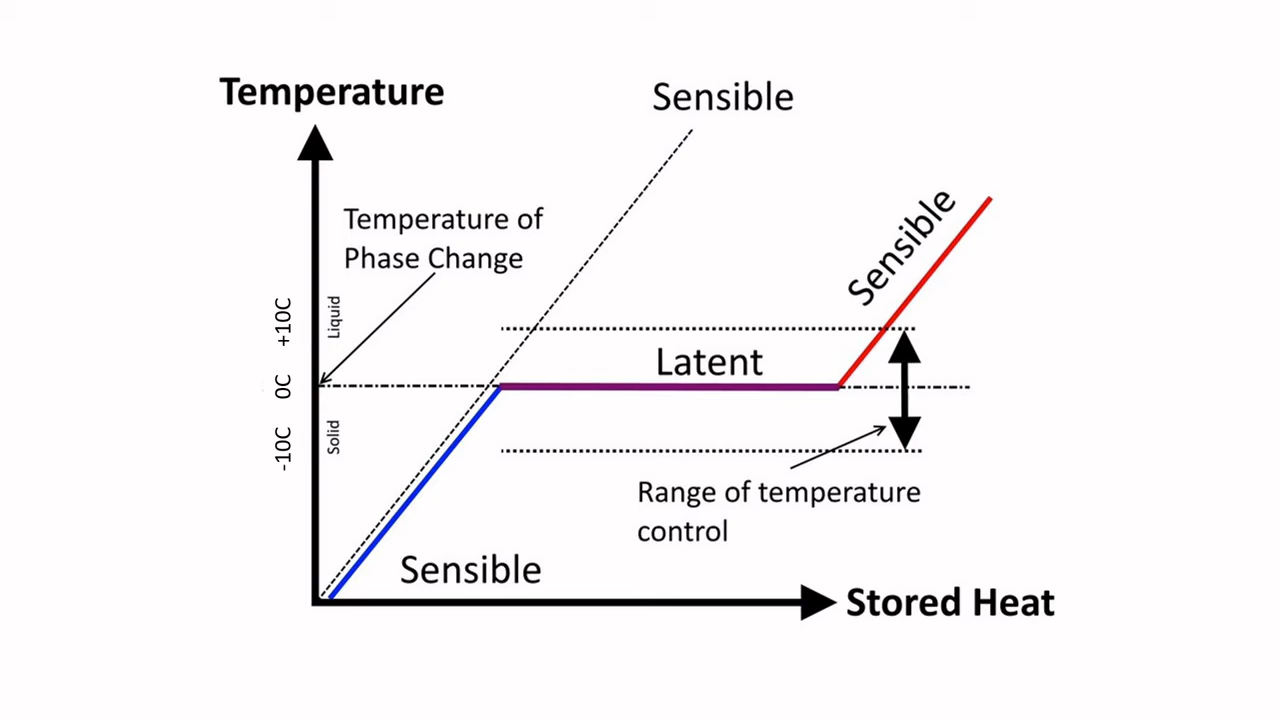 Temperature
Sensible
Temperature of
Phase Change
Sensible
+10C
Liquid
Latent
0C
-10C
Solid
Range of temperature
control
Sensible
Stored Heat